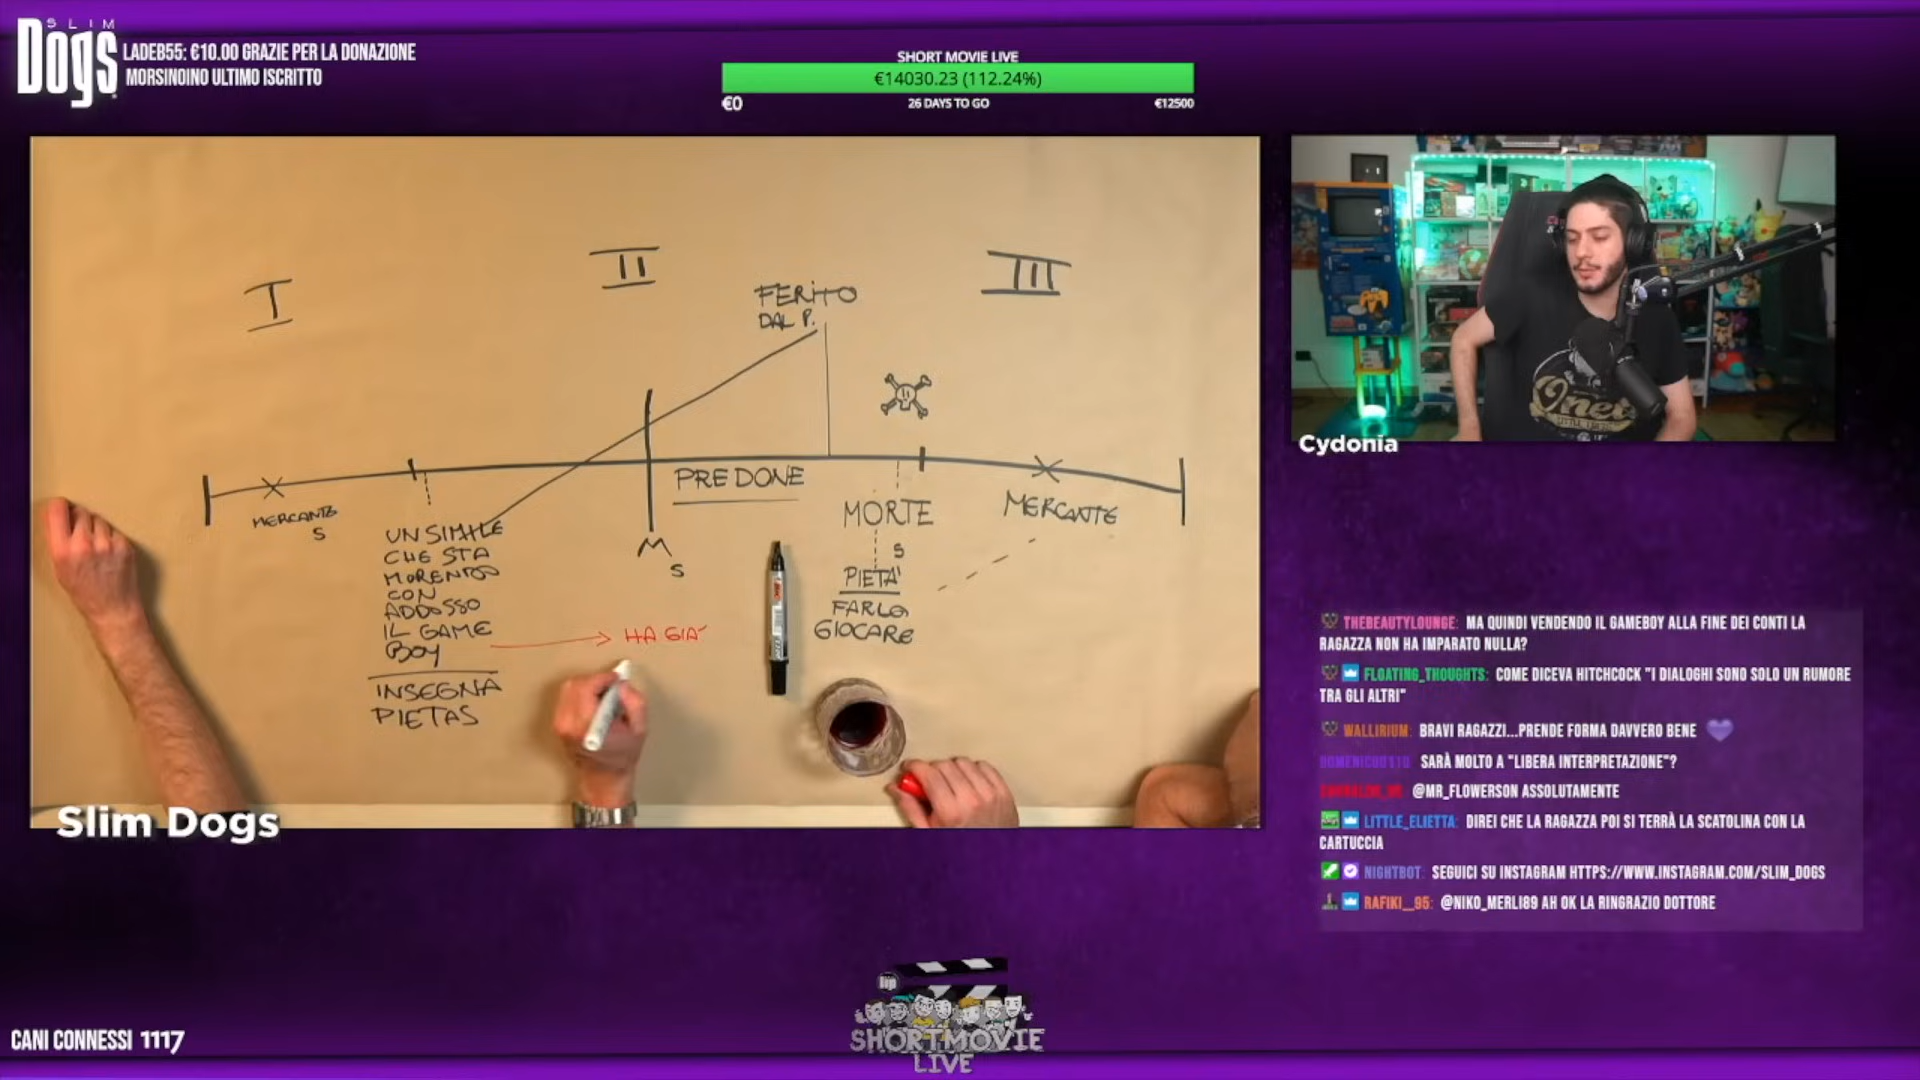 SLIM
Dogs
LADEB55: €10.00 GRAZIE PER LA DONAZIONE
MORSINOINO ULTIMO ISCRITTO
SHORT MOVIE LIVE
€14030.23 (112.24%)
€0
26 DAYS TO GO
€12500
I
II
III
FERITO
DAL P.
MERCANTE
S
UN SIMILE
CHE STA
MORENDO
CON
ADDOSSO
IL GAME
BOY
INSEGNA
PIETAS
HA GIA'
M
S
PREDONE
MORTE
S
PIETA'
FARLO
GIOCARE
MERCANTE
Slim Dogs
Onett
Cydonia
THEBEAUTYLOUNGE: MA QUINDI VENDENDO IL GAMEBOY ALLA FINE DEI CONTI LA
RAGAZZA NON HA IMPARATO NULLA?
FLOATING_THOUGHTS: COME DICEVA HITCHCOCK "I DIALOGHI SONO SOLO UN RUMORE
TRA GLI ALTRI"
WALLIRIUM: BRAVI RAGAZZI...PRENDE FORMA DAVVERO BENE
SARÀ MOLTO A "LIBERA INTERPRETAZIONE"?
@MR_FLOWERSON ASSOLUTAMENTE
LITTLE_ELIETTA: DIREI CHE LA RAGAZZA POI SI TERRÀ LA SCATOLINA CON LA
CARTUCCIA
NIGHTBOT: SEGUICI SU INSTAGRAM HTTPS://WWW.INSTAGRAM.COM/SLIM_DOGS
RAFIKI__95: @NIKO_MERLI89 AH OK LA RINGRAZIO DOTTORE
CANI CONNESSI 1117
SHORTMOVIE
LIVE